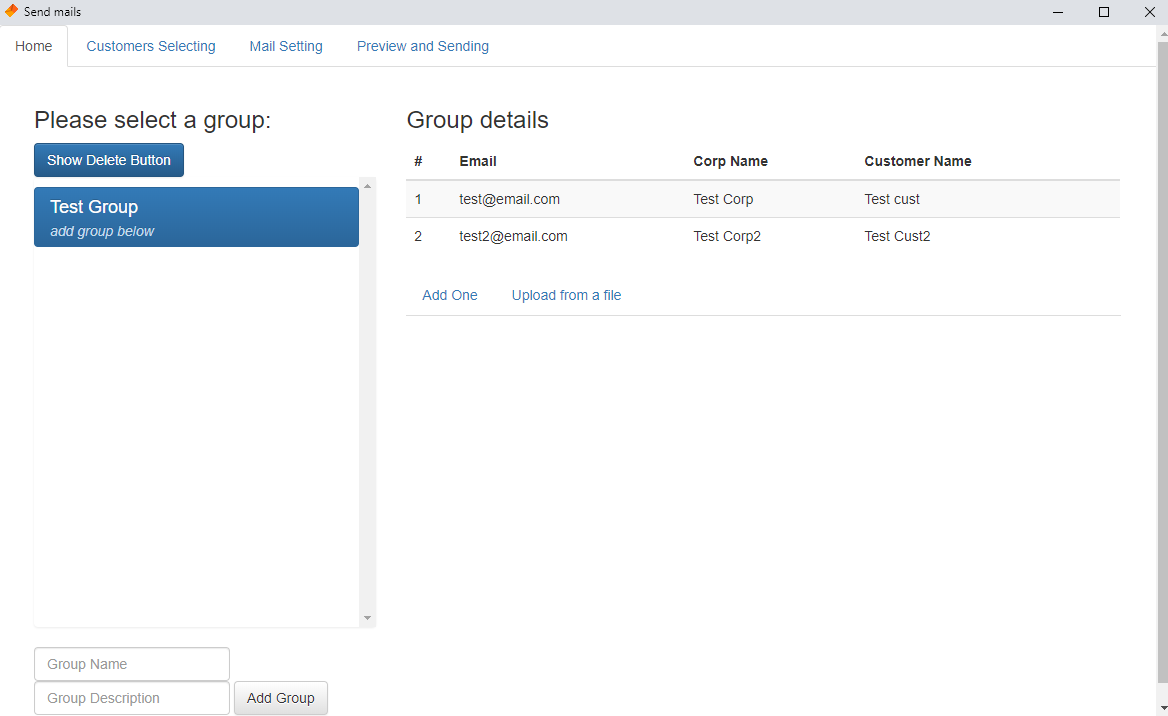 Send mails
Home Customers Selecting Mail Setting Preview and Sending
Please select a group:
Show Delete Button
Test Group
add group below
Group Name
Group Description Add Group
Group details
# Email Corp Name Customer Name
1 test@email.com Test Corp Test cust
2 test2@email.com Test Corp2 Test Cust2
Add One Upload from a file